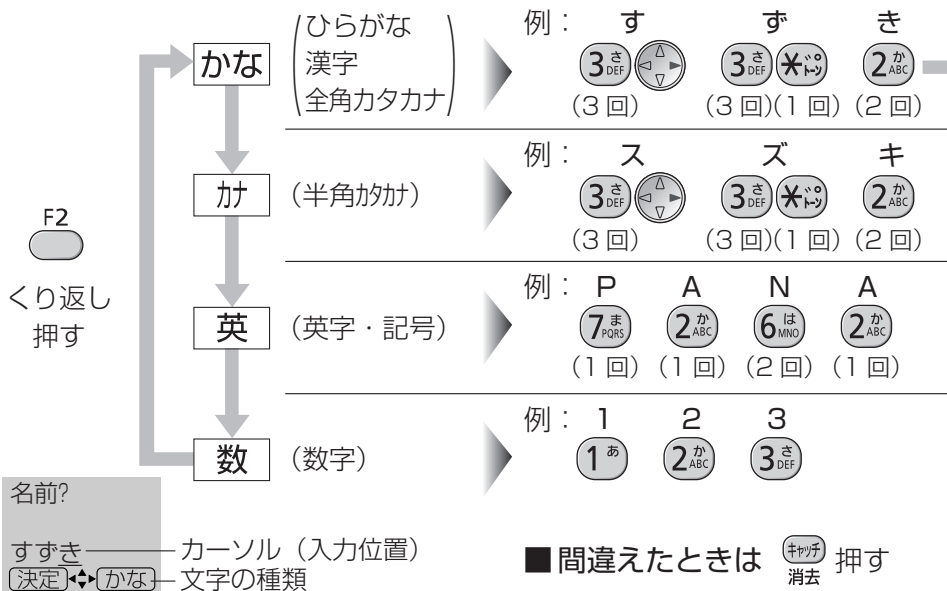 F2
くり返し
押す
かな
ひらがな
漢字
全角カタカナ
例: す ず き
3さDEF 3さDEF ＊トーン 2かABC
(3 回) (3 回)(1 回) (2 回)
ｶﾅ (半角ｶﾀｶﾅ)
例: ス ズ キ
3さDEF 3さDEF ＊トーン 2かABC
(3 回) (3 回)(1 回) (2 回)
英 (英字・記号)
例: P A N A
7まPQRS 2かABC 6はMNO 2かABC
(1 回) (1 回) (2 回) (1 回)
数 (数字)
例: 1 2 3
1あ 2かABC 3さDEF
名前?
すずき
カーソル(入力位置)
決定 かな
文字の種類
■間違えたときは ｷｬｯﾁ 消去 押す